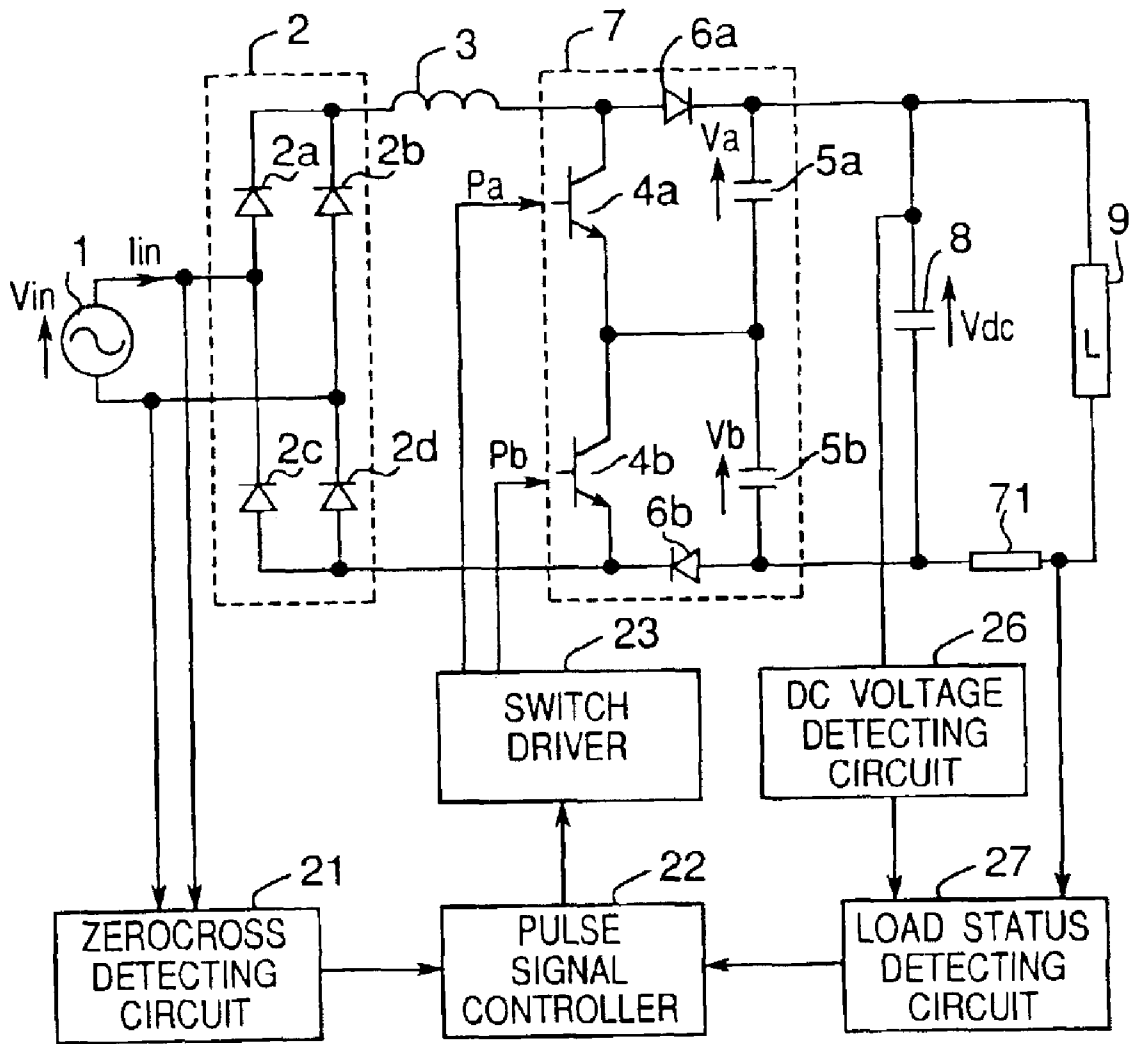 2
3
7
6a
2a
2b
Va
5a
Pa
4a
9
1
Iin
8
Vin
Vdc
L
2c
2d
Pb
4b
Vb
5b
6b
71
23
26
SWITCH
DRIVER
DC VOLTAGE
DETECTING
CIRCUIT
21
22
27
ZEROCROSS
DETECTING
CIRCUIT
PULSE
SIGNAL
CONTROLLER
LOAD STATUS
DETECTING
CIRCUIT